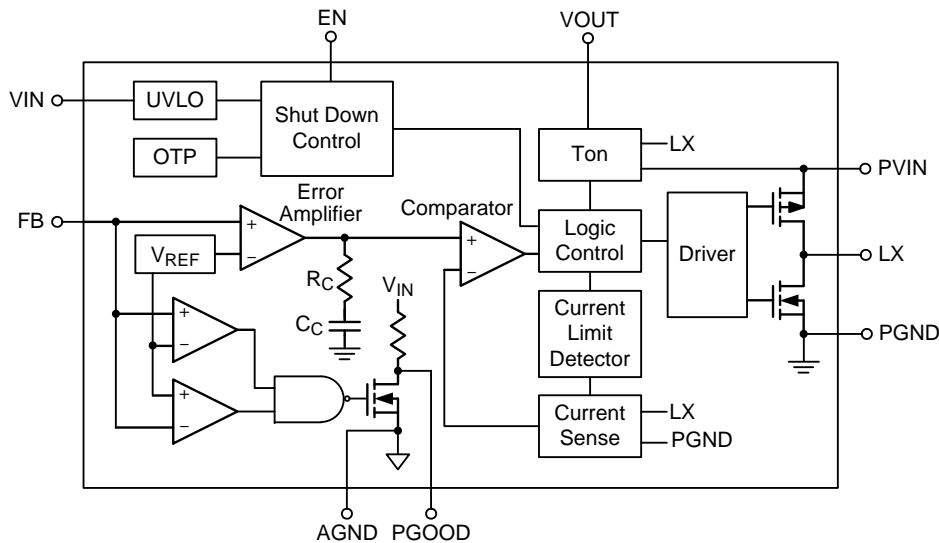 EN
VOUT
VIN
UVLO
Shut Down
Control
OTP
Ton
LX
PVIN
Error
Amplifier
Comparator
FB
+
−
+
−
Logic
Control
Driver
LX
VREF
RC
VIN
CC
Current
Limit
Detector
PGND
+
−
+
−
Current
Sense
LX
PGND
AGND
PGOOD